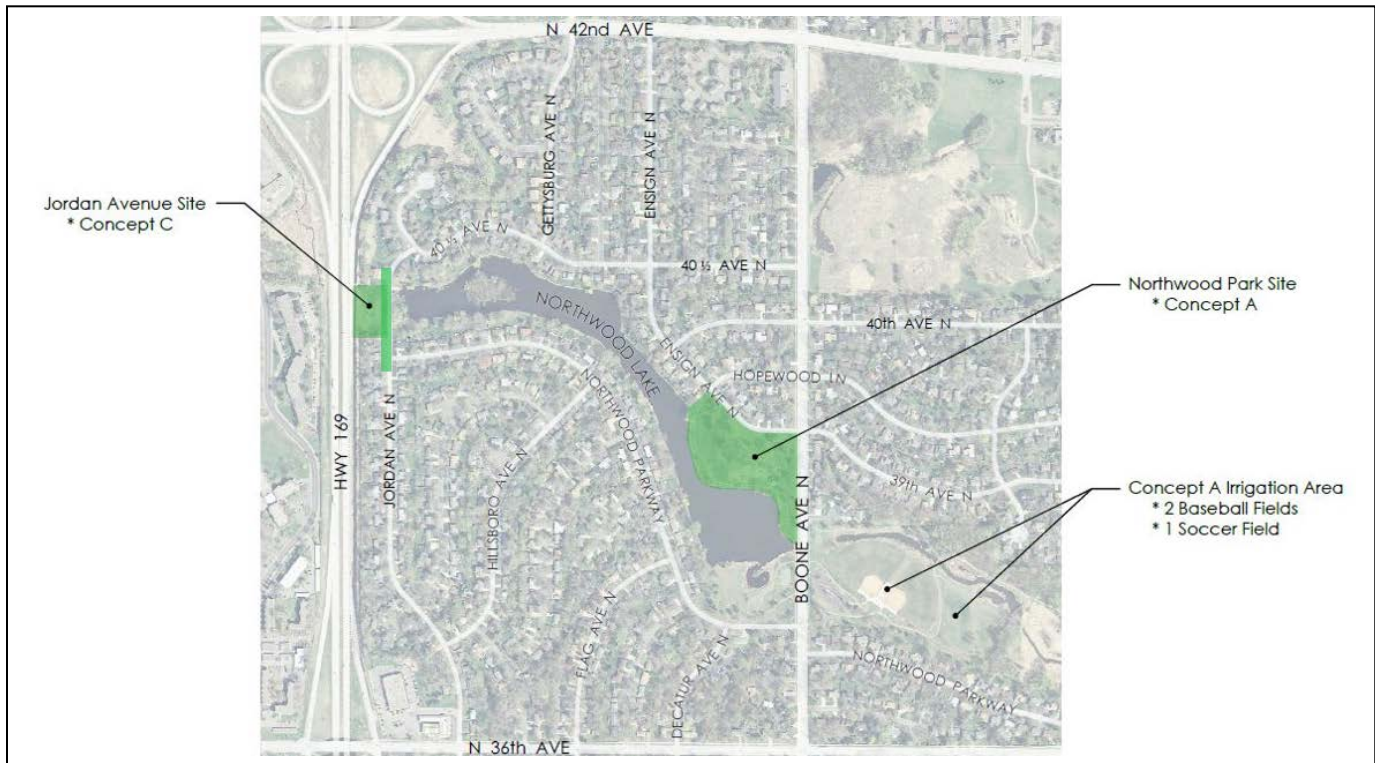 N 42nd AVE
GETTYSBURG AVE N
ENSIGN AVE N
Jordan Avenue Site
* Concept C
40 ½ AVE N
40 ½ AVE N
NORTHWOOD LAKE
Northwood Park Site
* Concept A
40th AVE N
ENSIGN AVE N
HOPEWOOD LN
HWY 169
JORDAN AVE N
HILLSBORO AVE N
NORTHWOOD PARKWAY
BOONE AVE N
39th AVE N
Concept A Irrigation Area
* 2 Baseball Fields
* 1 Soccer Field
FLAG AVE N
DECATUR AVE N
NORTHWOOD PARKWAY
N 36th AVE